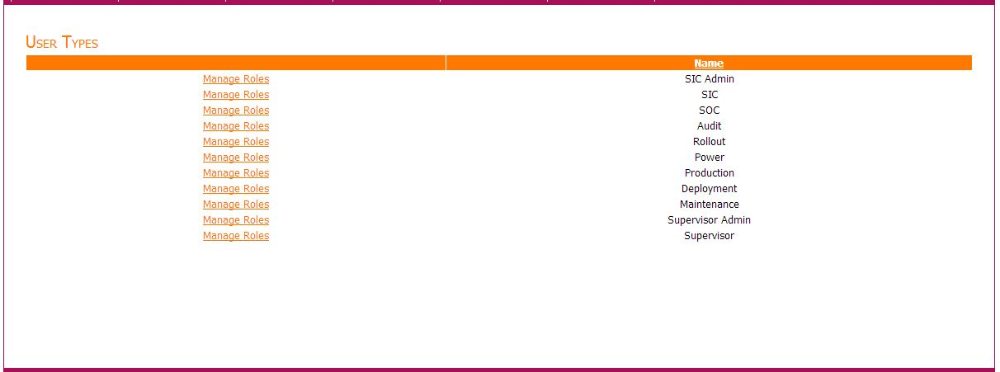 User Types
Name
Manage Roles SIC Admin
Manage Roles SIC
Manage Roles SOC
Manage Roles Audit
Manage Roles Rollout
Manage Roles Power
Manage Roles Production
Manage Roles Deployment
Manage Roles Maintenance
Manage Roles Supervisor Admin
Manage Roles Supervisor